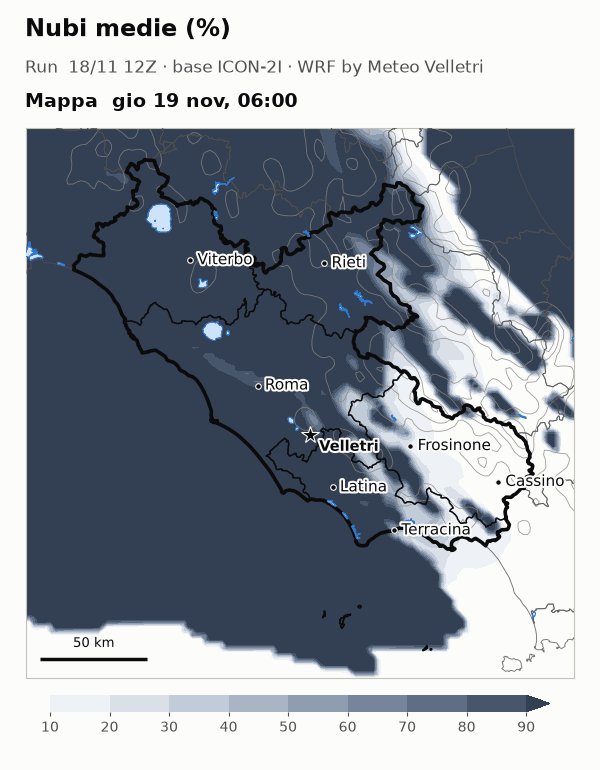 Nubi medie (%)
Run 18/11 12Z · base ICON-2I · WRF by Meteo Velletri
Mappa gio 19 nov, 06:00
Viterbo
Rieti
Roma
Velletri
Frosinone
Cassino
Latina
Terracina
50 km
10 20 30 40 50 60 70 80 90